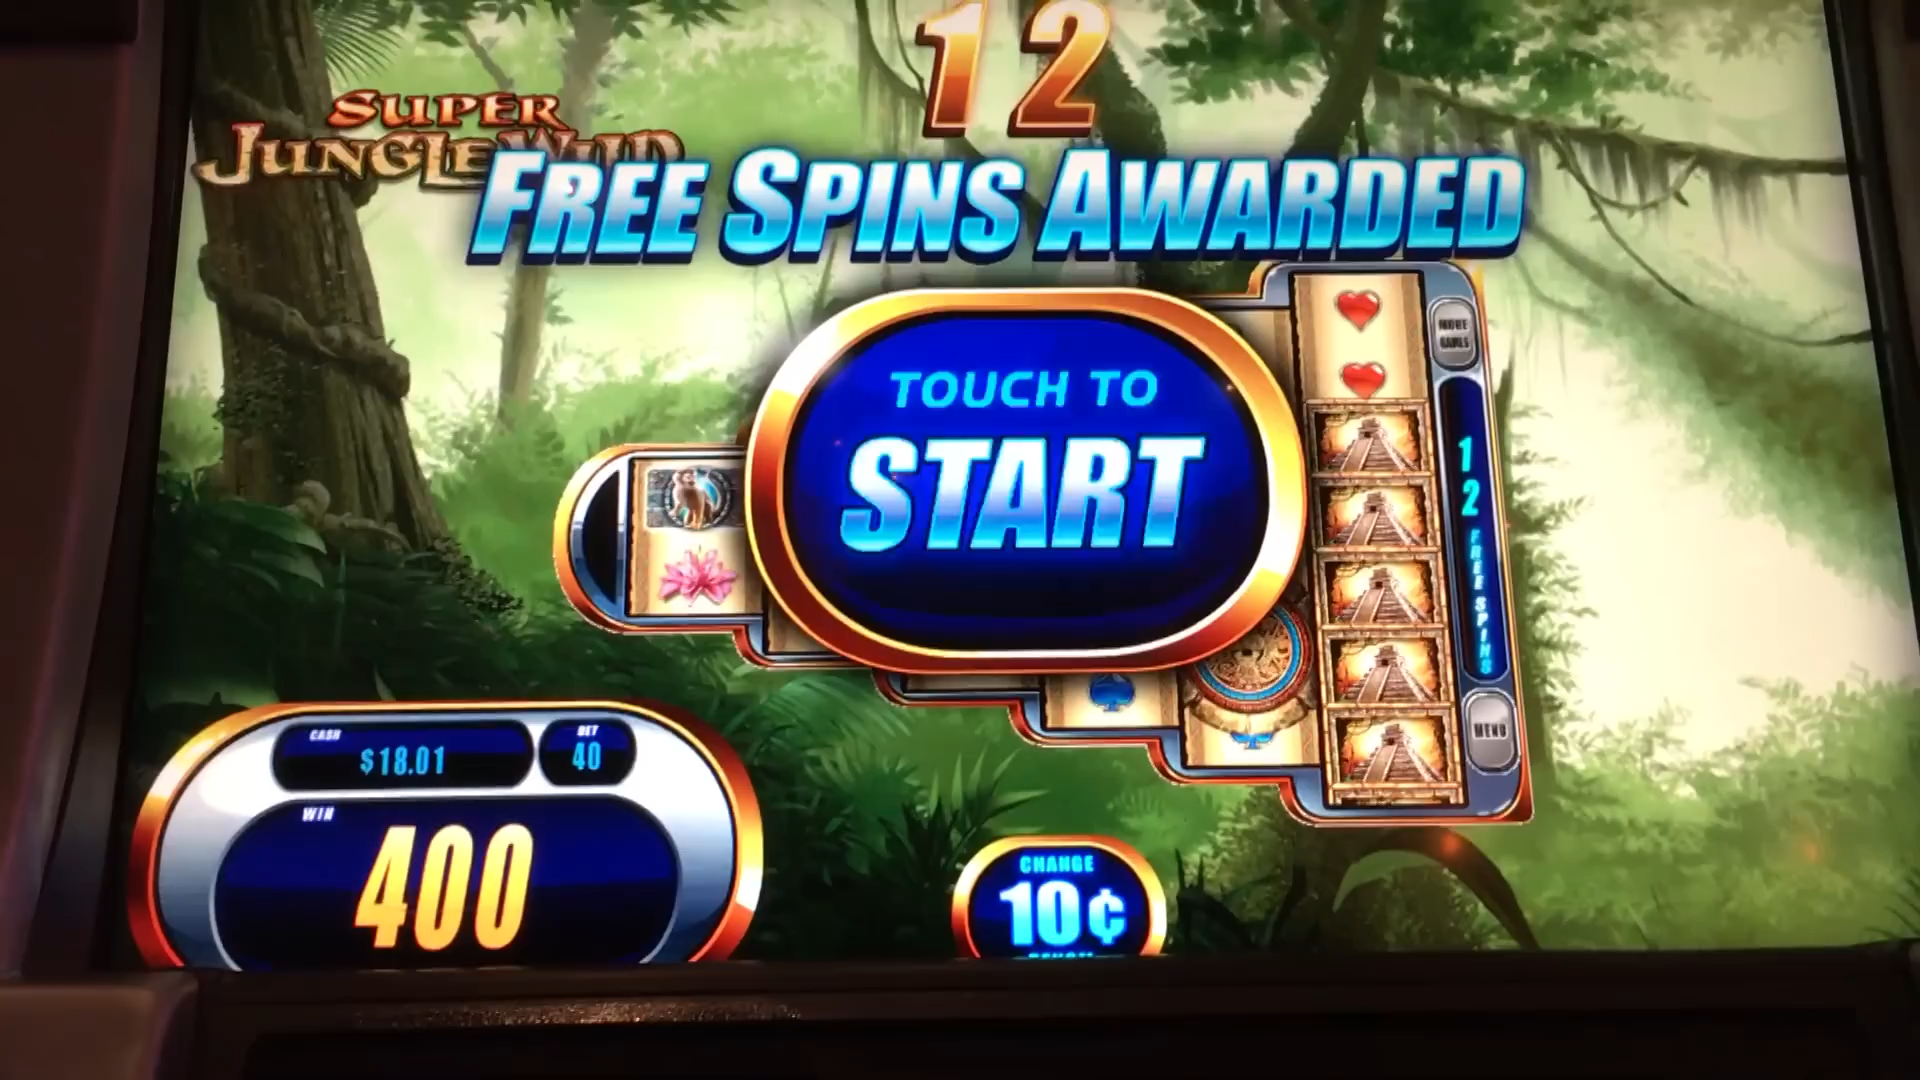 12
SUPER
JUNGLE WILD
FREE SPINS AWARDED
TOUCH TO
START
MORE
GAMES
12 FREE SPINS
MENU
CASH
$18.01
BET
40
WIN
400
CHANGE
10¢